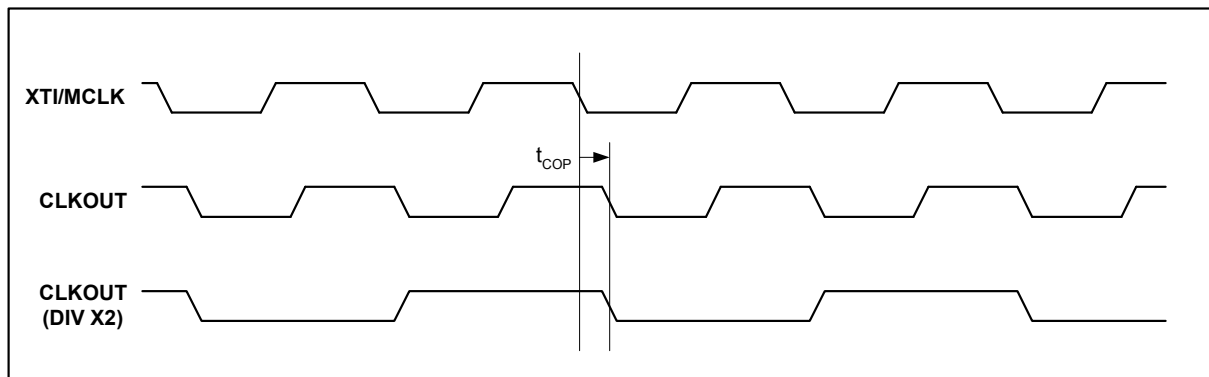 XTI/MCLK
tCOP
CLKOUT
CLKOUT
(DIV X2)